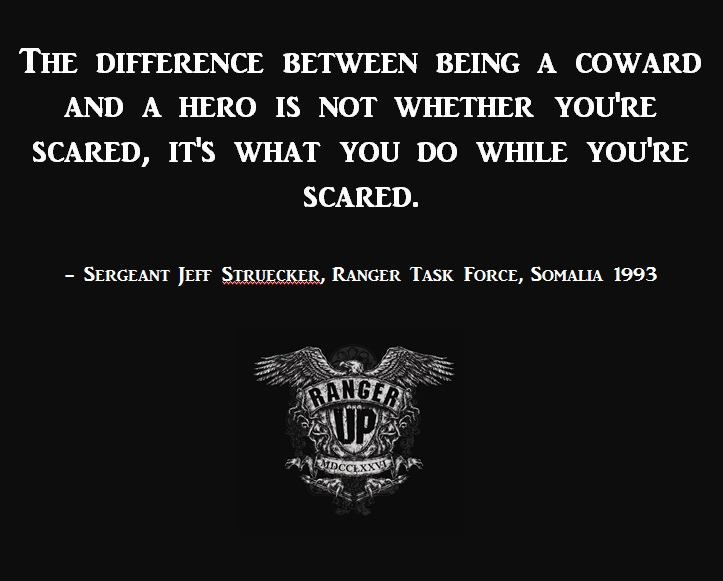 The difference between being a coward
and a hero is not whether you're
scared, it's what you do while you're
scared.
– Sergeant Jeff Struecker, Ranger Task Force, Somalia 1993
RANGER
UP
MDCCLXXVI